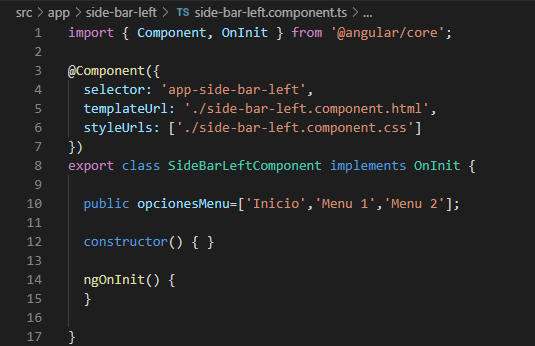 src > app > side-bar-left > TS side-bar-left.component.ts > ...
1 import { Component, OnInit } from '@angular/core';
2
3 @Component({
4   selector: 'app-side-bar-left',
5   templateUrl: './side-bar-left.component.html',
6   styleUrls: ['./side-bar-left.component.css']
7 })
8 export class SideBarLeftComponent implements OnInit {
9
10   public opcionesMenu=['Inicio','Menu 1','Menu 2'];
11
12   constructor() { }
13
14   ngOnInit() {
15   }
16
17 }